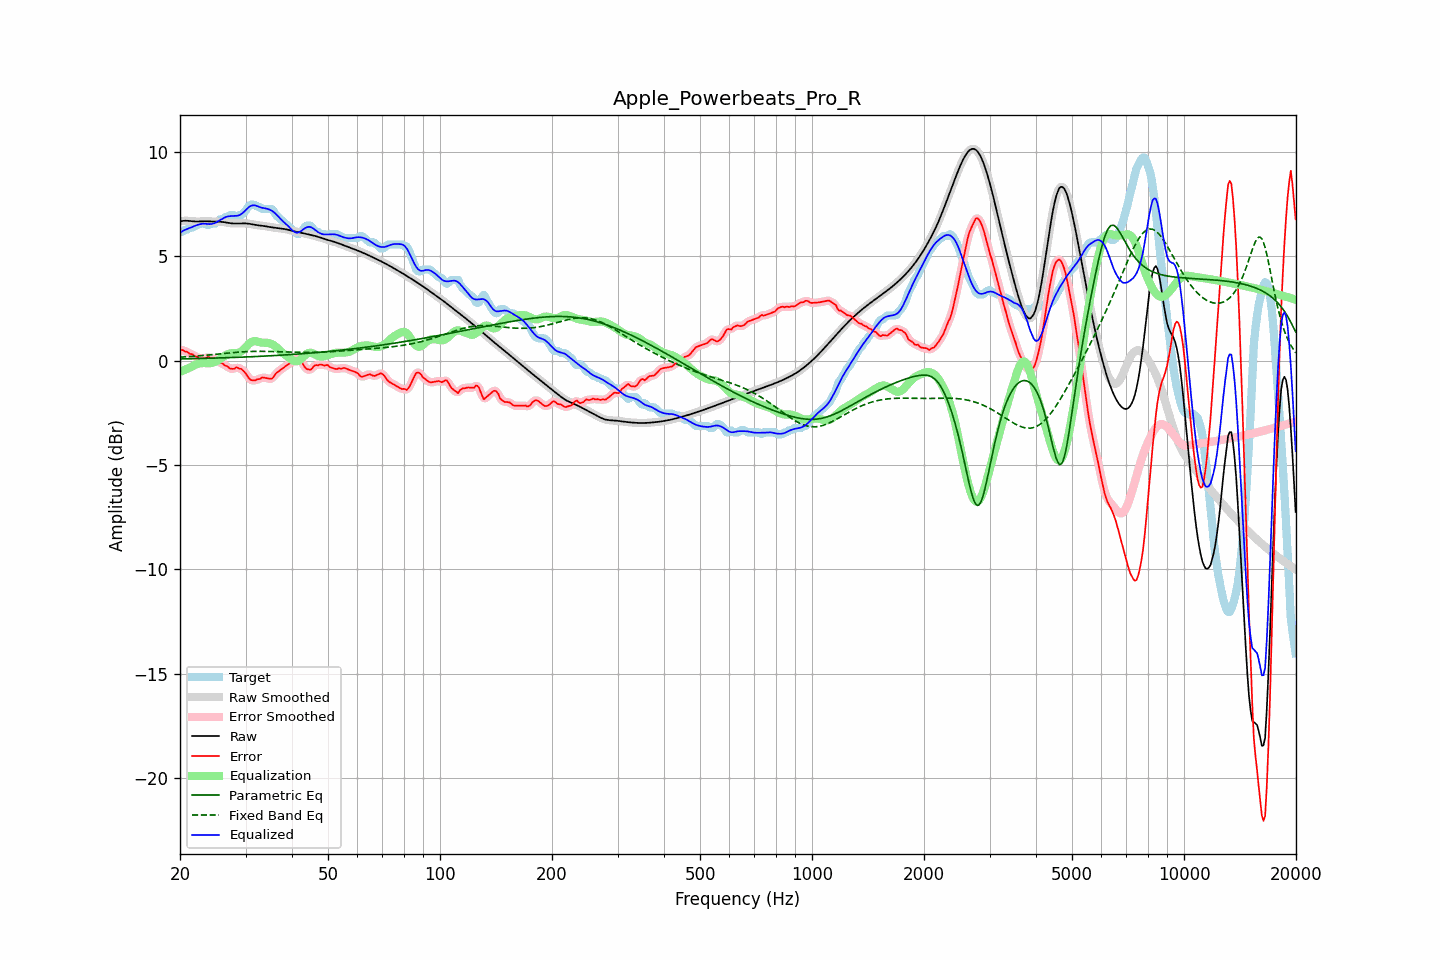 Apple_Powerbeats_Pro_R
10
5
0
−5
−10
−15
−20
Amplitude (dBr)
Target
Raw Smoothed
Error Smoothed
Raw
Error
Equalization
Parametric Eq
Fixed Band Eq
Equalized
20 50 100 200 500 1000 2000 5000 10000 20000
Frequency (Hz)